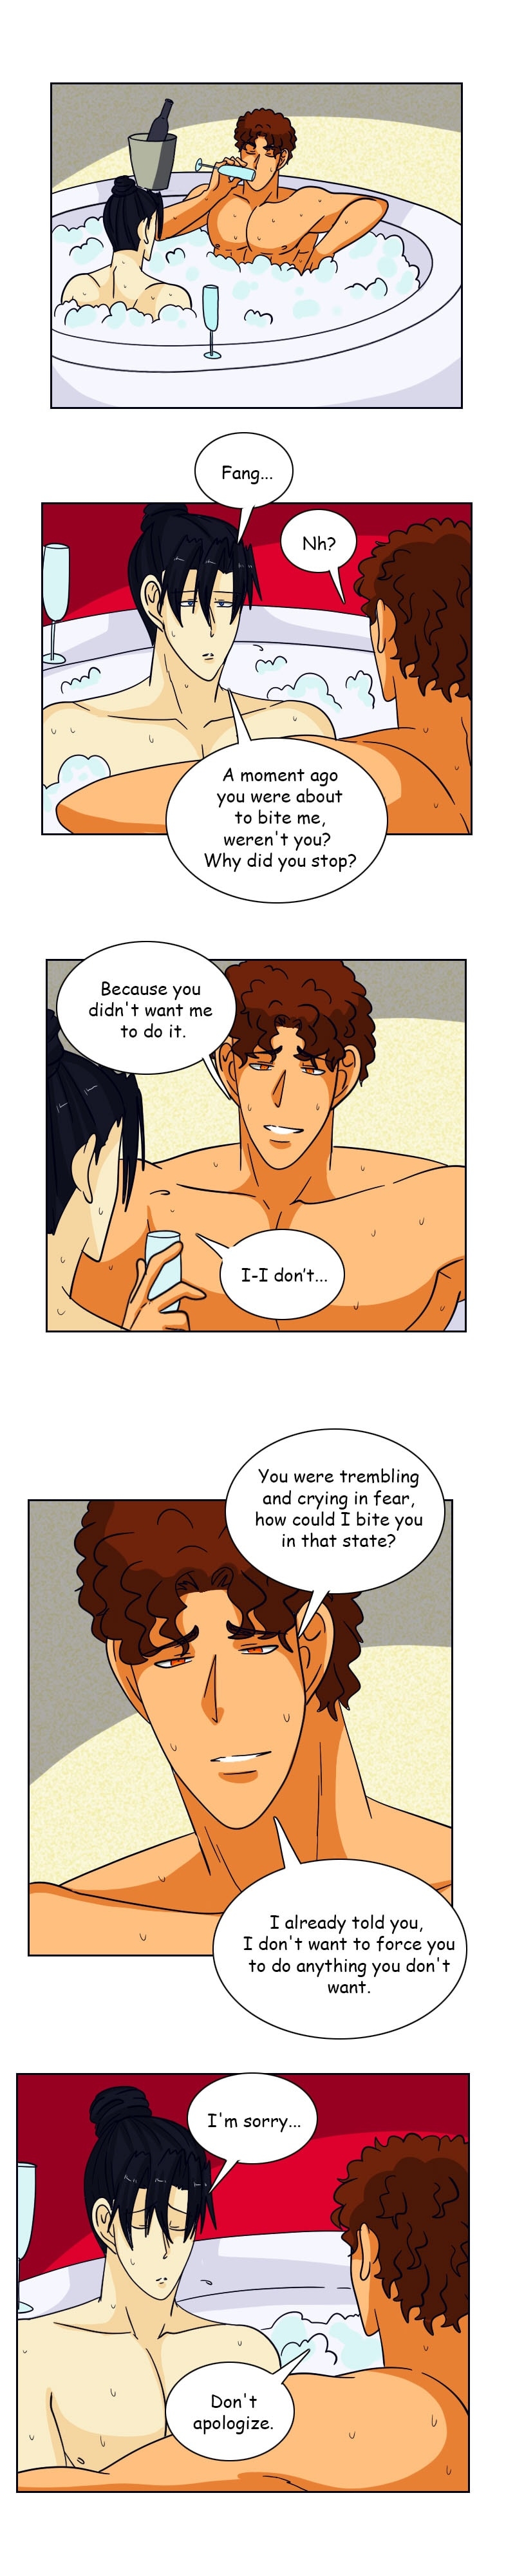 Fang...
Nh?
A moment ago
you were about
to bite me,
weren't you?
Why did you stop?
Because you
didn't want me
to do it.
I-I don't...
You were trembling
and crying in fear,
how could I bite you
in that state?
I already told you,
I don't want to force you
to do anything you don't
want.
I'm sorry...
Don't
apologize.